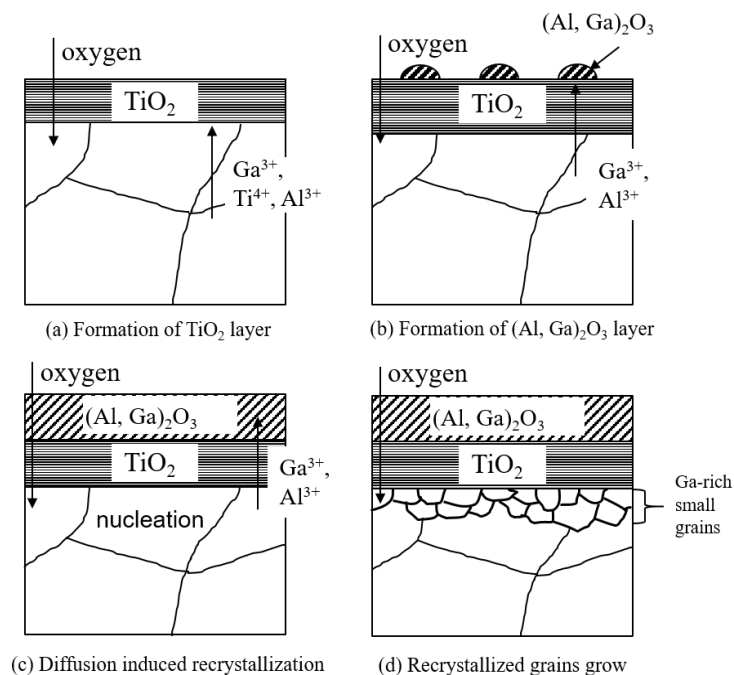 oxygen
TiO2
Ga3+,
Ti4+, Al3+
(a) Formation of TiO2 layer
(Al, Ga)2O3
oxygen
TiO2
Ga3+,
Al3+
(b) Formation of (Al, Ga)2O3 layer
oxygen
(Al, Ga)2O3
TiO2
Ga3+,
Al3+
nucleation
(c) Diffusion induced recrystallization
oxygen
(Al, Ga)2O3
TiO2
Ga-rich
small
grains
(d) Recrystallized grains grow